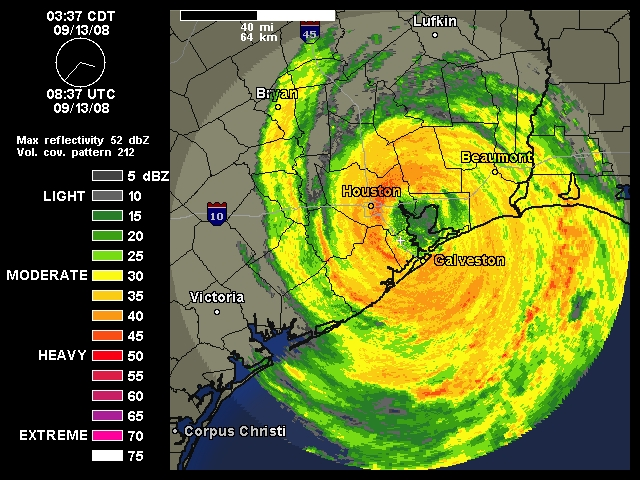 03:37 CDT
09/13/08
08:37 UTC
09/13/08
Max reflectivity 52 dbZ
Vol. cov. pattern 212
5 dBZ
LIGHT 10
15
20
25
MODERATE 30
35
40
HEAVY 45
50
55
60
65
EXTREME 70
75
40 mi
64 km
45
Lufkin
Bryan
Beaumont
Houston
10
Galveston
Victoria
Corpus Christi